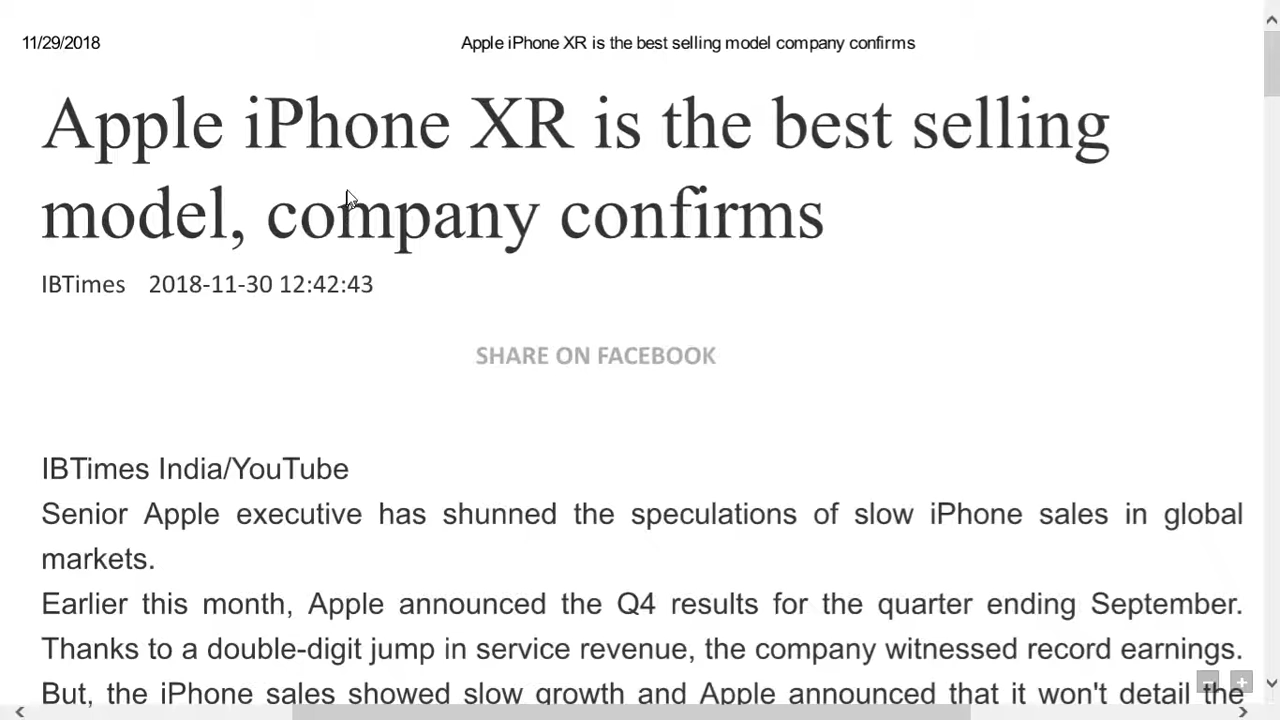 11/29/2018 Apple iPhone XR is the best selling model company confirms
Apple iPhone XR is the best selling
model, company confirms
IBTimes 2018-11-30 12:42:43
SHARE ON FACEBOOK
IBTimes India/YouTube
Senior Apple executive has shunned the speculations of slow iPhone sales in global
markets.
Earlier this month, Apple announced the Q4 results for the quarter ending September.
Thanks to a double-digit jump in service revenue, the company witnessed record earnings.
But, the iPhone sales showed slow growth and Apple announced that it won't detail the